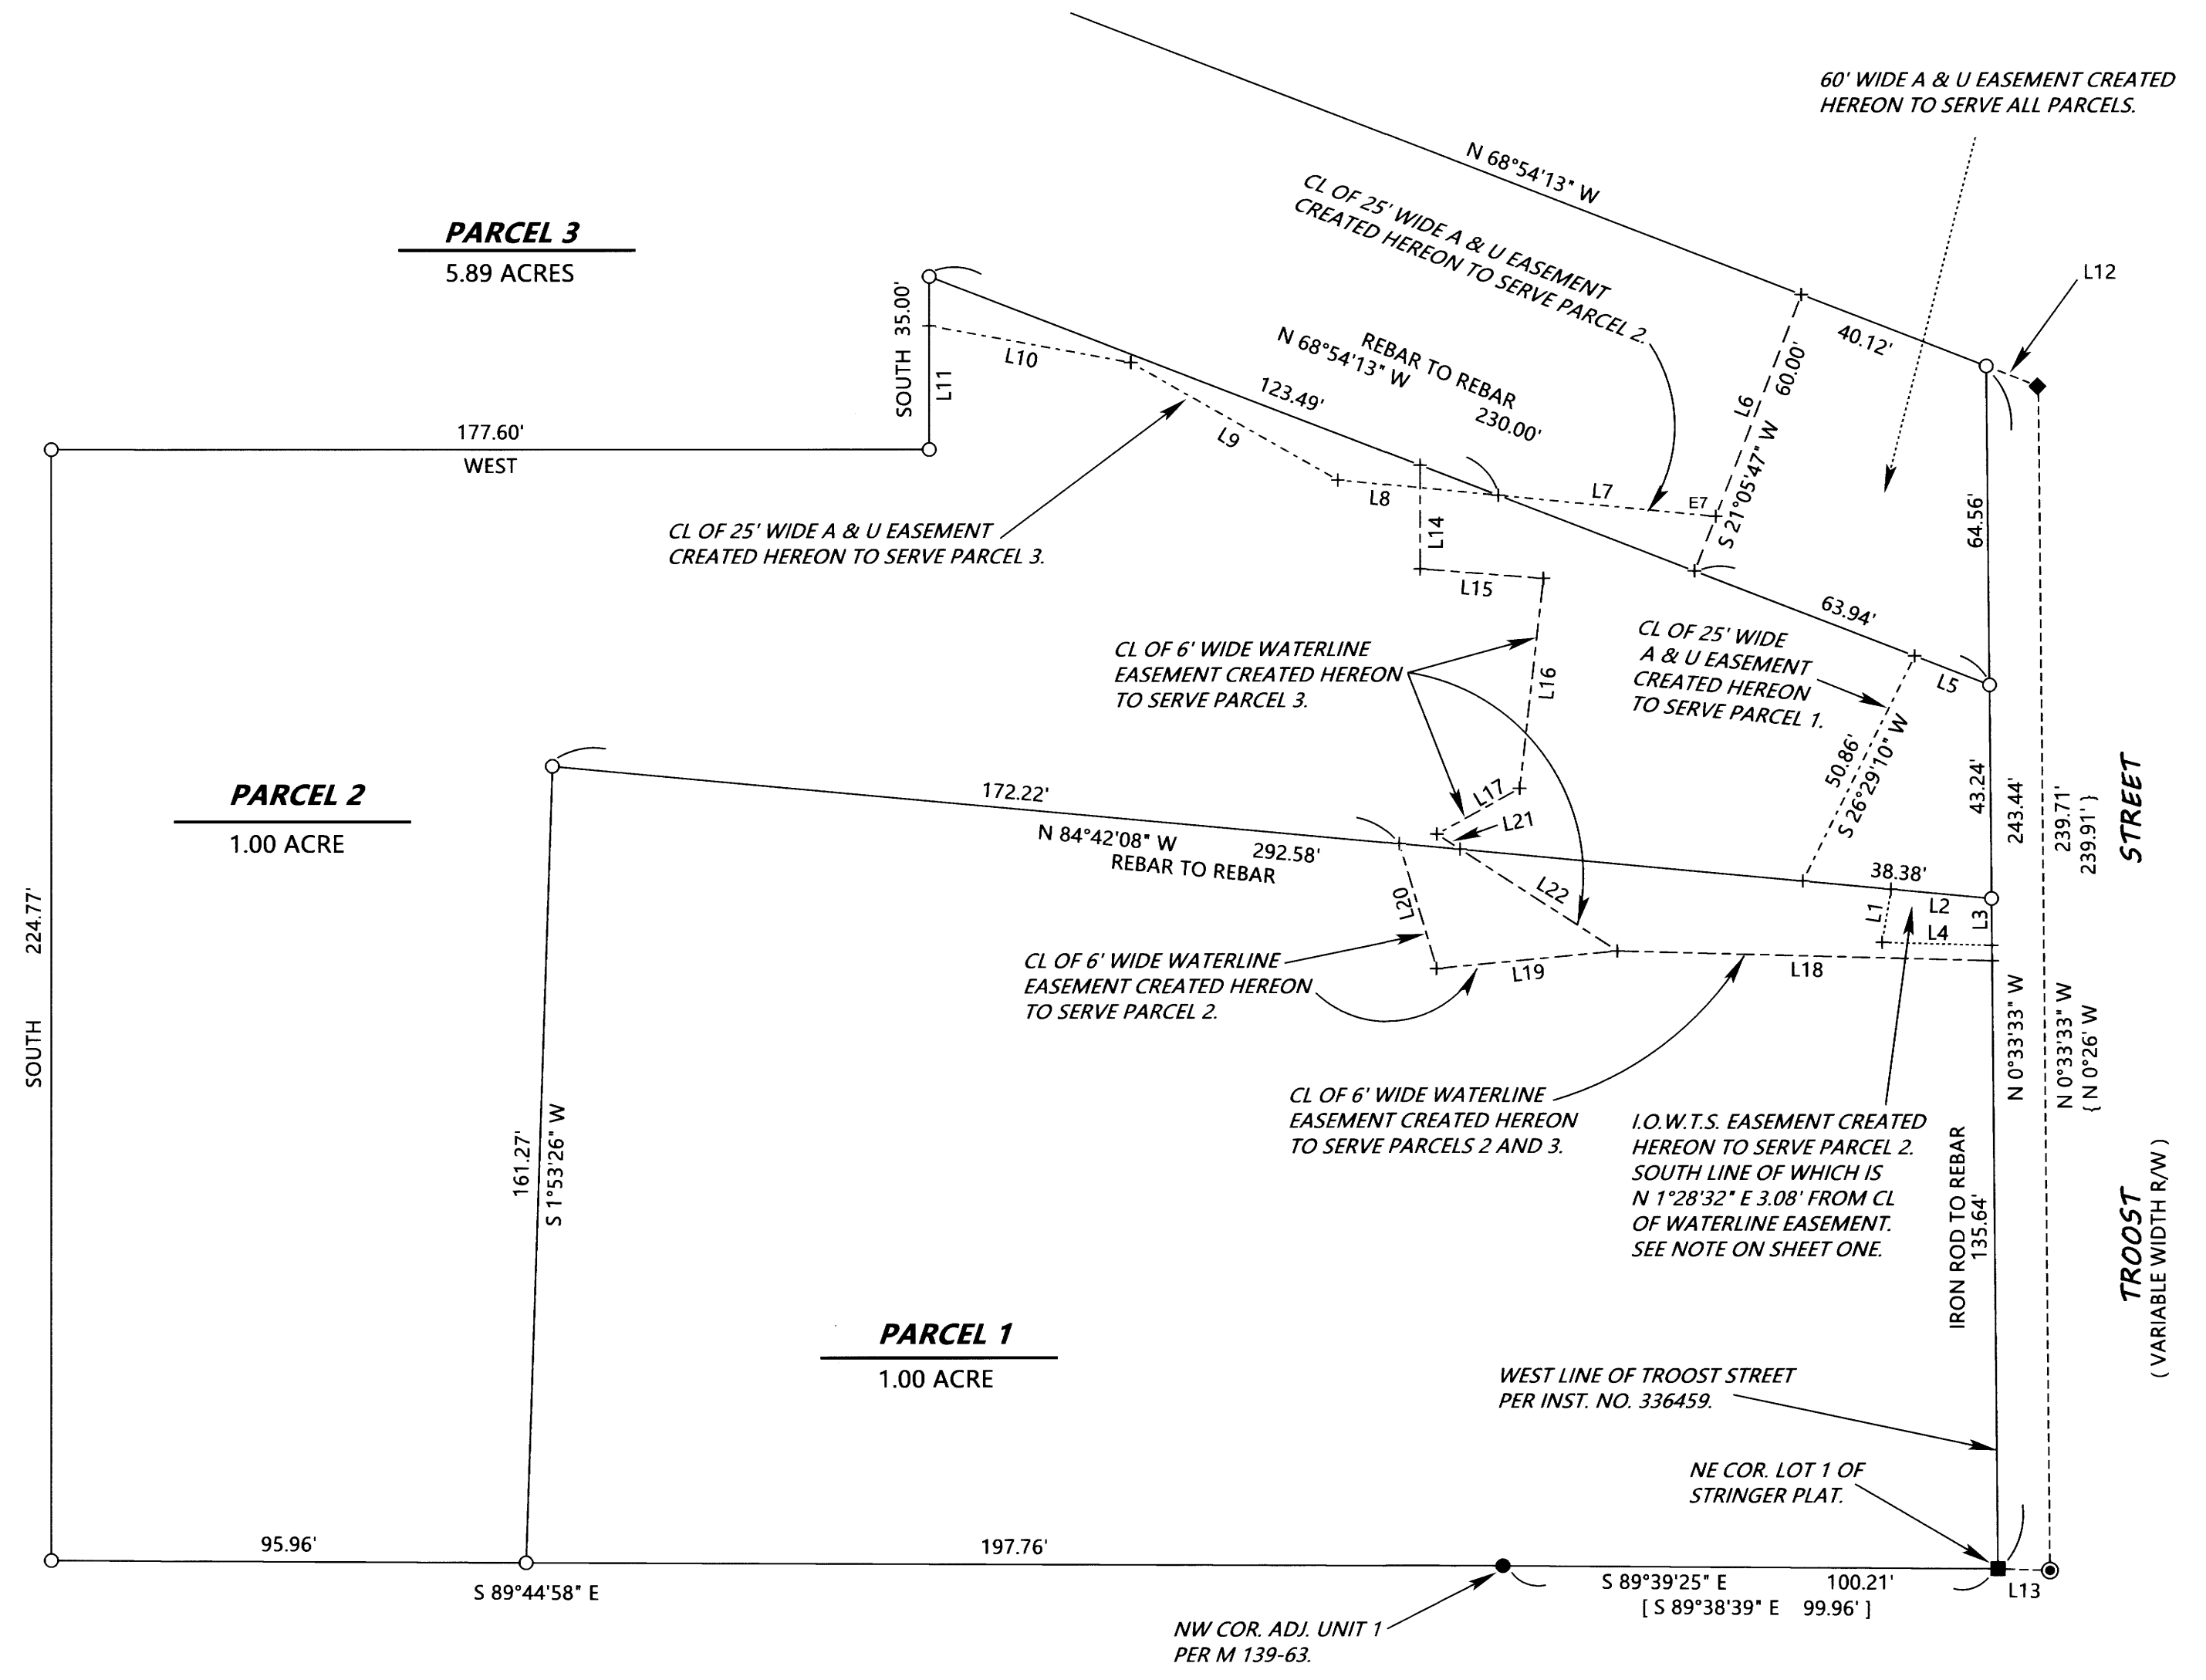 60' WIDE A & U EASEMENT CREATED
HEREON TO SERVE ALL PARCELS.
N 68°54'13" W
CL OF 25' WIDE A & U EASEMENT
CREATED HEREON TO SERVE PARCEL 2.
PARCEL 3
5.89 ACRES
L12
40.12'
SOUTH 35.00'
L11
L10
REBAR TO REBAR
N 68°54'13" W
230.00'
123.49'
L6 60.00'
S 21°05'47" W
177.60'
WEST
L9
L8
L7
E7
64.56'
CL OF 25' WIDE A & U EASEMENT
CREATED HEREON TO SERVE PARCEL 3.
L14
L15
L16
63.94'
L5
CL OF 6' WIDE WATERLINE
EASEMENT CREATED HEREON
TO SERVE PARCEL 3.
CL OF 25' WIDE
A & U EASEMENT
CREATED HEREON
TO SERVE PARCEL 1.
50.86'
S 26°29'10" W
43.24'
243.44'
239.71'
239.91' }
STREET
PARCEL 2
1.00 ACRE
172.22'
N 84°42'08" W
292.58'
REBAR TO REBAR
L17
L21
L22
38.38'
L1
L2
L3
L4
L20
L19
L18
SOUTH 224.77'
CL OF 6' WIDE WATERLINE
EASEMENT CREATED HEREON
TO SERVE PARCEL 2.
N 0°33'33" W
N 0°33'33" W
{ N 0°26' W
CL OF 6' WIDE WATERLINE
EASEMENT CREATED HEREON
TO SERVE PARCELS 2 AND 3.
I.O.W.T.S. EASEMENT CREATED
HEREON TO SERVE PARCEL 2.
SOUTH LINE OF WHICH IS
N 1°28'32" E 3.08' FROM CL
OF WATERLINE EASEMENT.
SEE NOTE ON SHEET ONE.
161.27'
S 1°53'26" W
IRON ROD TO REBAR
135.64'
TROOST
( VARIABLE WIDTH R/W )
PARCEL 1
1.00 ACRE
WEST LINE OF TROOST STREET
PER INST. NO. 336459.
NE COR. LOT 1 OF
STRINGER PLAT.
95.96'
197.76'
S 89°44'58" E
S 89°39'25" E 100.21'
[ S 89°38'39" E 99.96' ]
L13
NW COR. ADJ. UNIT 1
PER M 139-63.